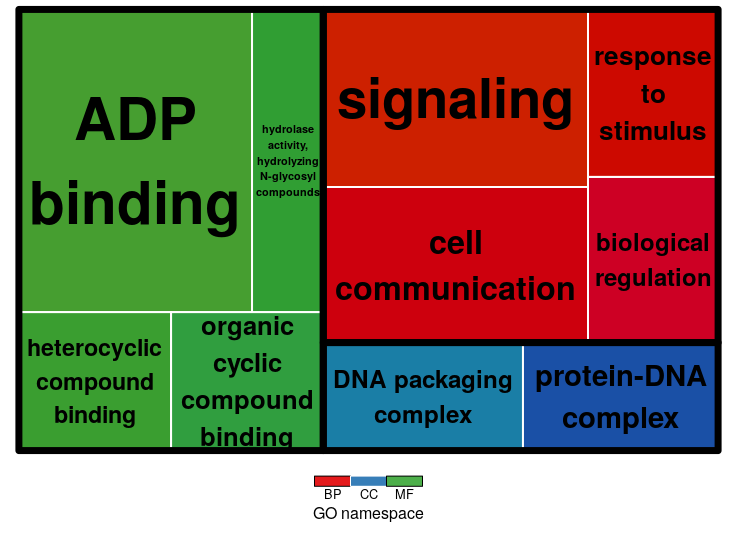 ADP
binding
hydrolase
activity,
hydrolyzing
N-glycosyl
compounds
heterocyclic
compound
binding
organic
cyclic
compound
binding
signaling
response
to
stimulus
cell
communication
biological
regulation
DNA packaging
complex
protein-DNA
complex
BP CC MF
GO namespace